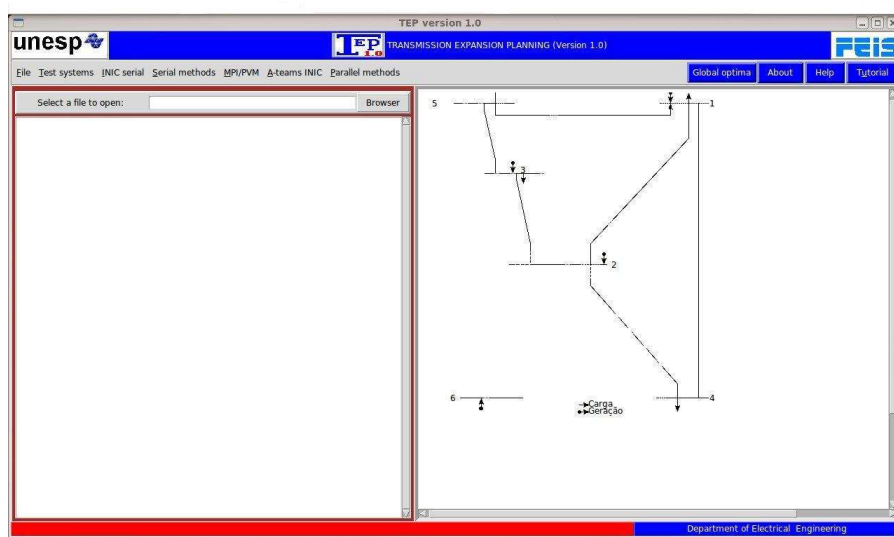 TEP version 1.0
unesp
TEP 1.0 TRANSMISSION EXPANSION PLANNING (Version 1.0)
FEIS
File Test systems INIC serial Serial methods MPI/PVM A-teams INIC Parallel methods
Global optima About Help Tutorial
Select a file to open: Browser
5
1
3
2
6
4
Carga
Geração
Department of Electrical Engineering